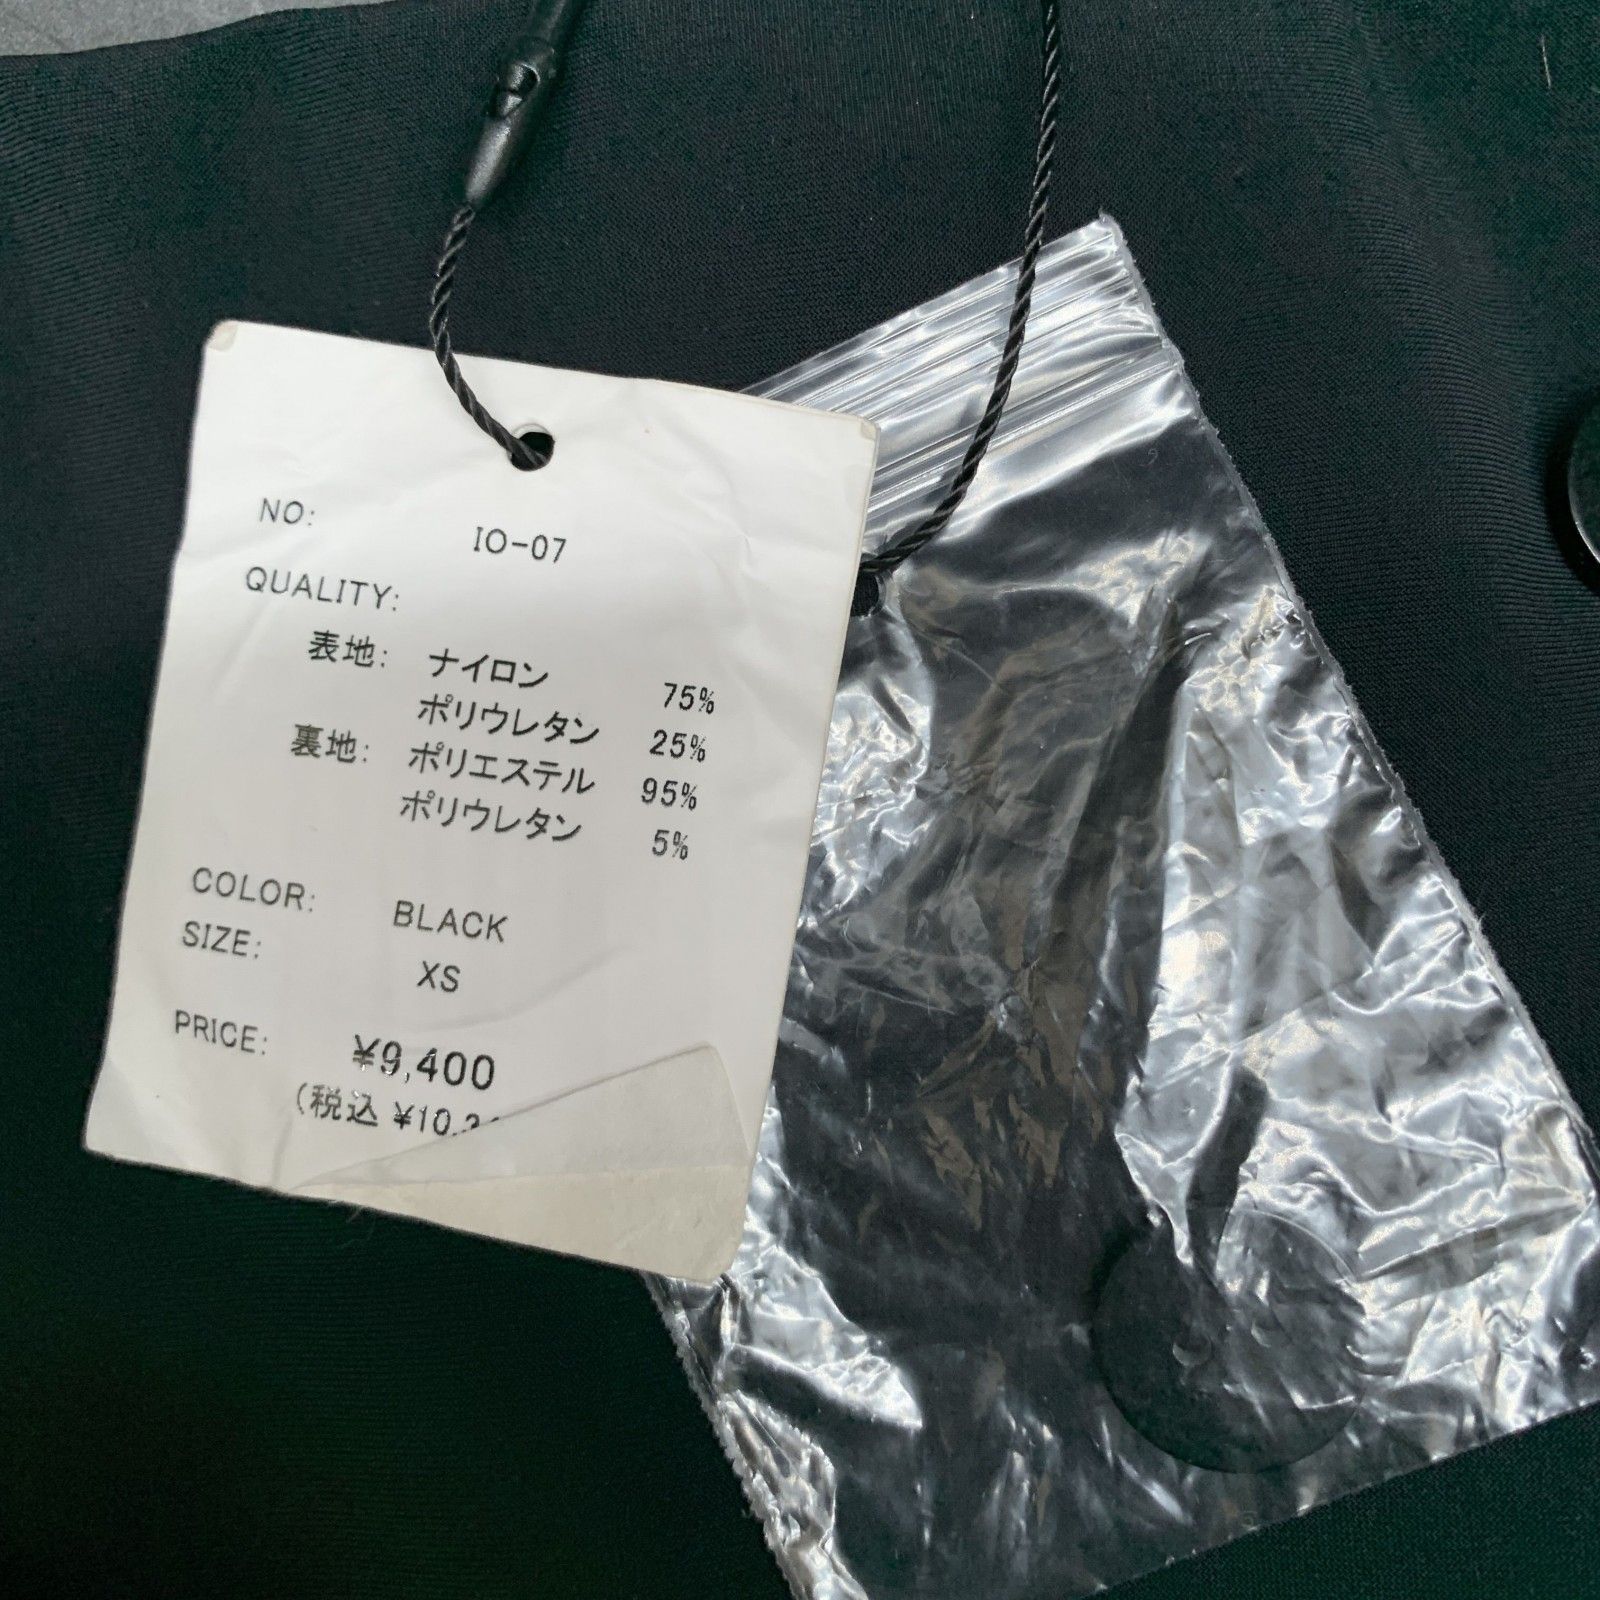 NO: IO-07
QUALITY:
表地: ナイロン 75%
ポリウレタン 25%
裏地: ポリエステル 95%
ポリウレタン 5%
COLOR: BLACK
SIZE: XS
PRICE: ¥9,400
(税込